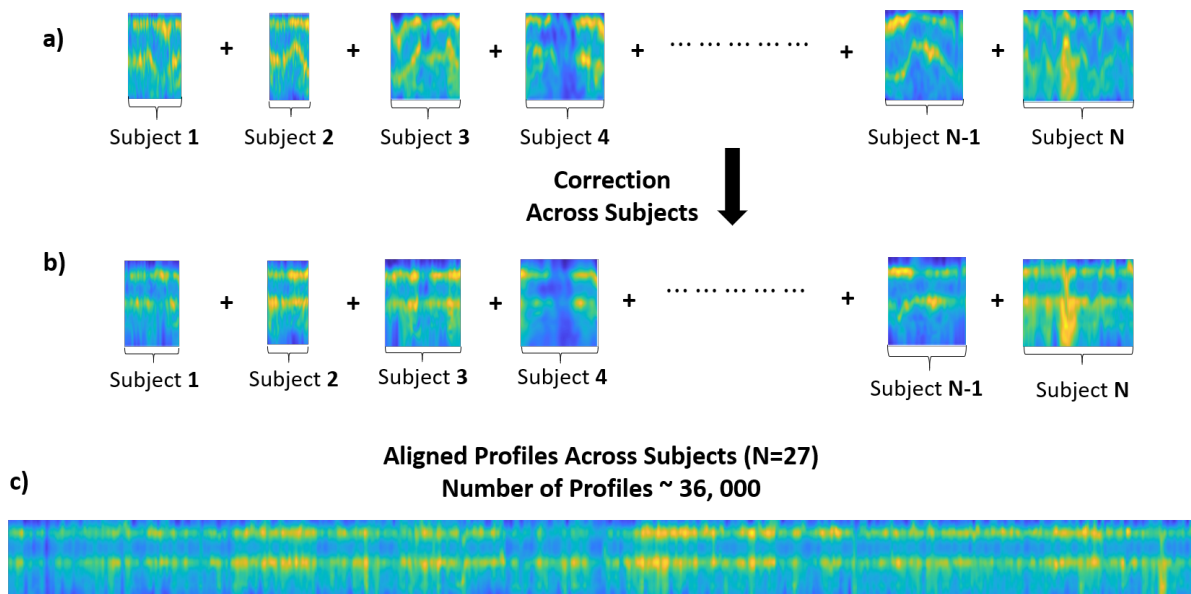 a)
+ + + + ... ... ... ... ... + +
Subject 1 Subject 2 Subject 3 Subject 4 Subject N-1 Subject N
Correction
Across Subjects
b)
+ + + + ... ... ... ... ... + +
Subject 1 Subject 2 Subject 3 Subject 4 Subject N-1 Subject N
Aligned Profiles Across Subjects (N=27)
c)
Number of Profiles ~ 36, 000